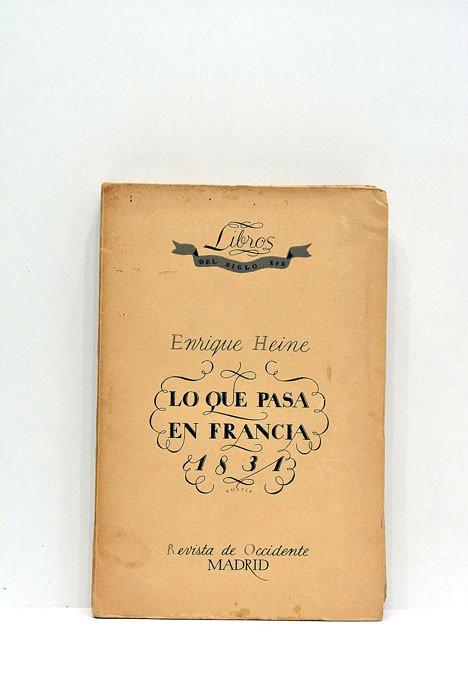 Libros
DEL SIGLO XIX
Enrique Heine
LO QUE PASA
EN FRANCIA
1831
Revista de Occidente
MADRID